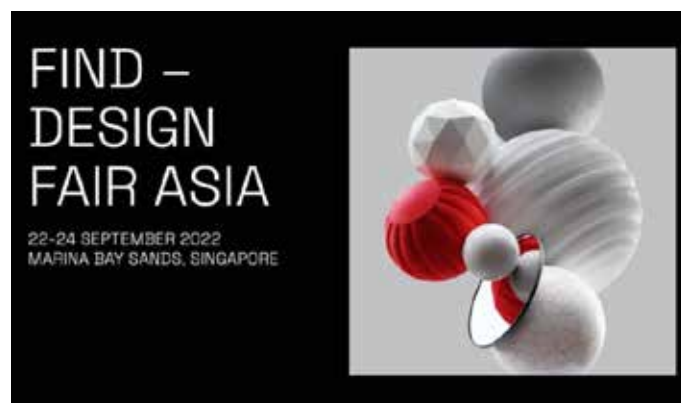 FIND –
DESIGN
FAIR ASIA
22-24 SEPTEMBER 2022
MARINA BAY SANDS, SINGAPORE